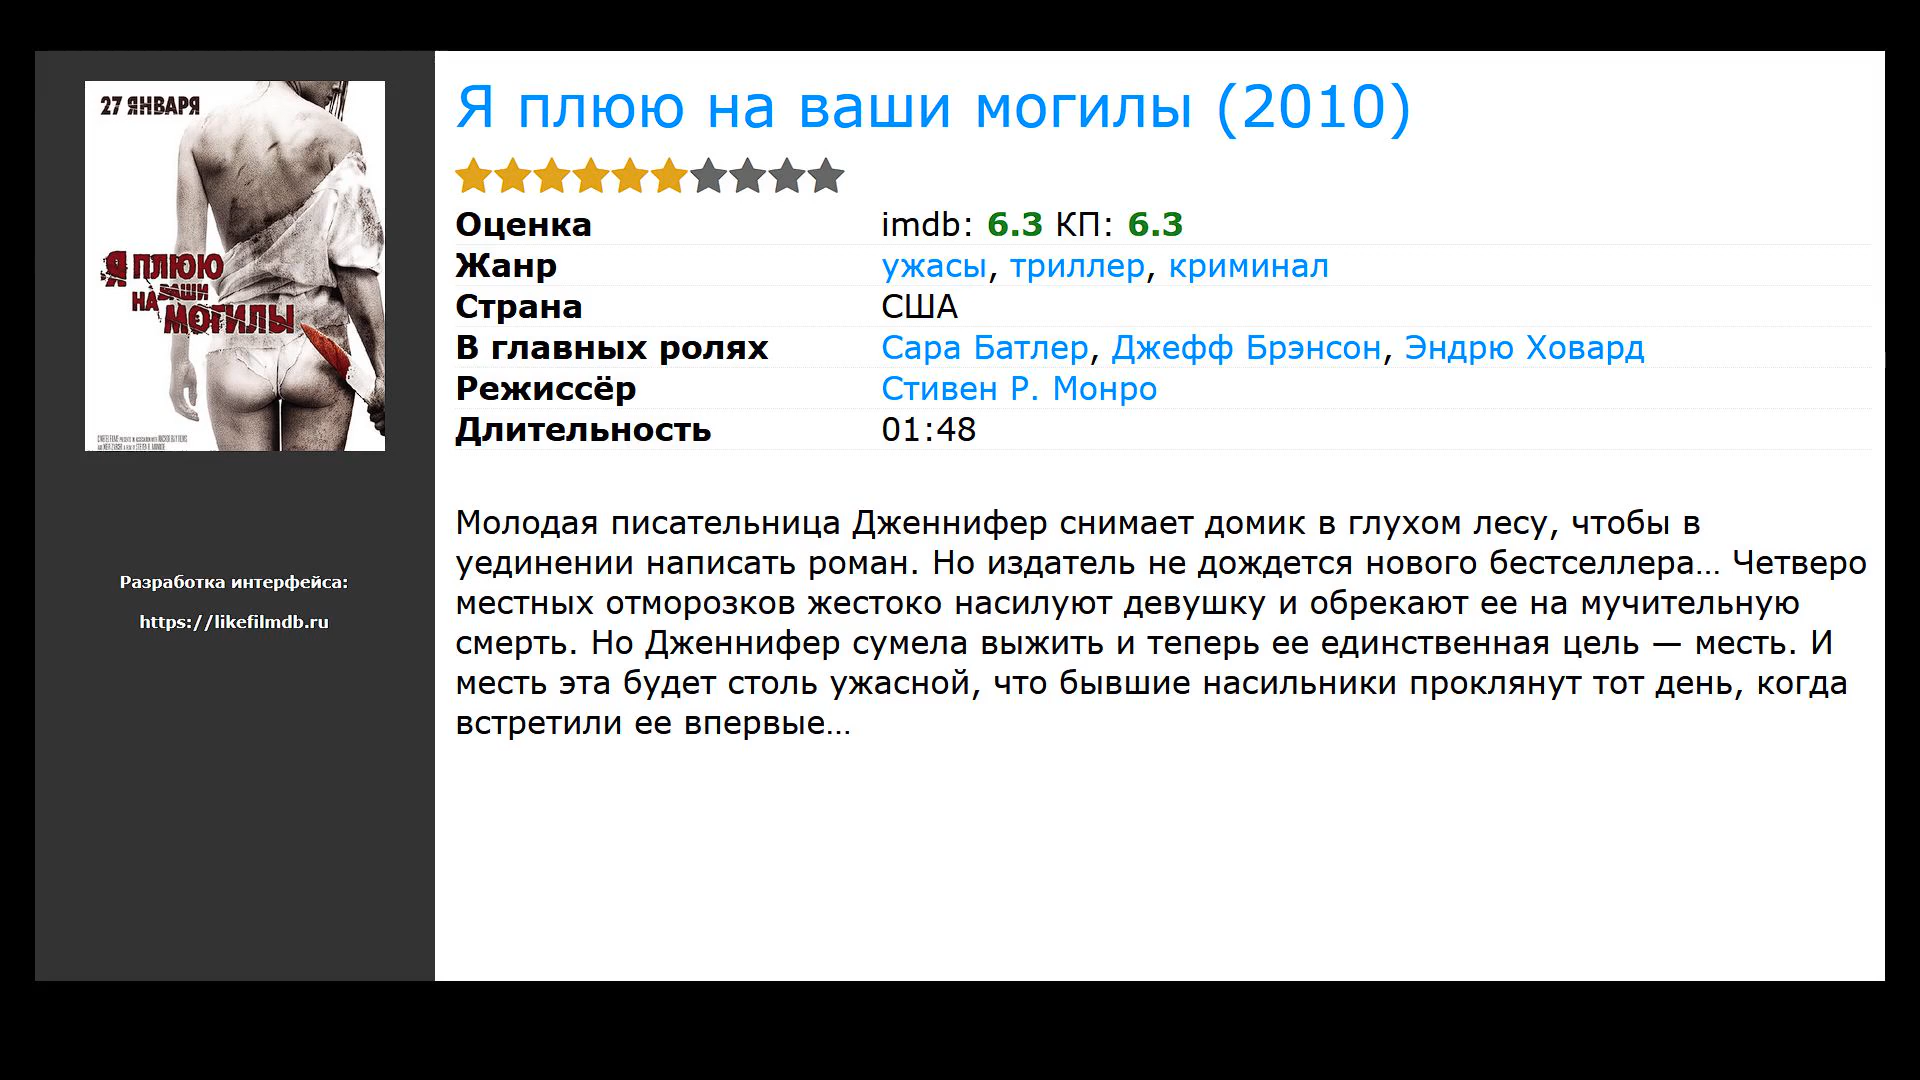 27 ЯНВАРЯ
Я ПЛЮЮ
НА ВАШИ
МОГИЛЫ
Разработка интерфейса:
https://likefilmdb.ru
Я плюю на ваши могилы (2010)
Оценка imdb: 6.3 КП: 6.3
Жанр ужасы, триллер, криминал
Страна США
В главных ролях Сара Батлер, Джефф Брэнсон, Эндрю Ховард
Режиссёр Стивен Р. Монро
Длительность 01:48
Молодая писательница Дженнифер снимает домик в глухом лесу, чтобы в
уединении написать роман. Но издатель не дождется нового бестселлера… Четверо
местных отморозков жестоко насилуют девушку и обрекают ее на мучительную
смерть. Но Дженнифер сумела выжить и теперь ее единственная цель — месть. И
месть эта будет столь ужасной, что бывшие насильники проклянут тот день, когда
встретили ее впервые…